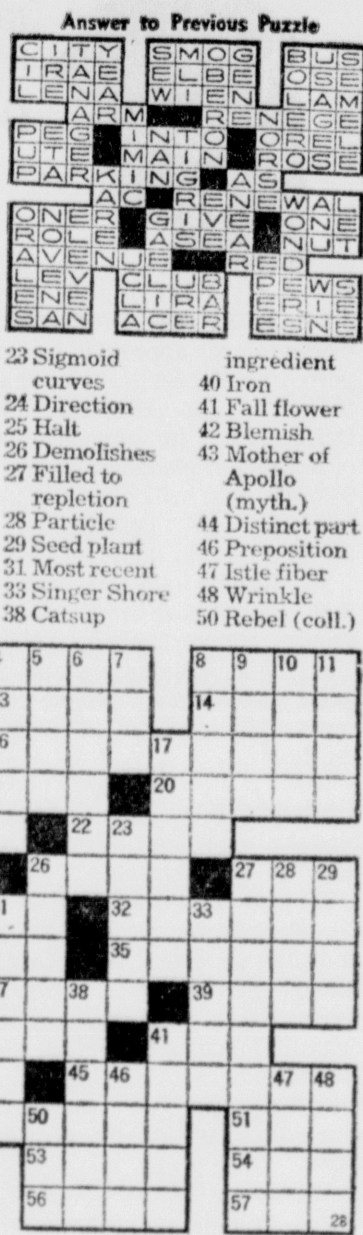 Answer to Previous Puzzle
CITY SMOG BUS
IRAE ELBE OSE
LENA WIEN LAM
ARM RENEGE
PEG INTO OREL
UTE MAIN ROSE
PARKING AS
AC RENEWAL
ONER GIVE ONE
ROLE ASEA NUT
AVENUE RED
LEV CLUB PEWS
ENE LIRA ERIE
SAN ACER ESNE
23 Sigmoid
curves
24 Direction
25 Halt
26 Demolishes
27 Filled to
repletion
28 Particle
29 Seed plant
31 Most recent
33 Singer Shore
38 Catsup
ingredient
40 Iron
41 Fall flower
42 Blemish
43 Mother of
Apollo
(myth.)
44 Distinct part
46 Preposition
47 Istle fiber
48 Wrinkle
50 Rebel (coll.)
5 6 7 8 9 10 11
3 14
6 17
20
22 23
26 27 28 29
1 32 33
35
7 38 39
41
45 46 47 48
50 51
53 54
56 57
28